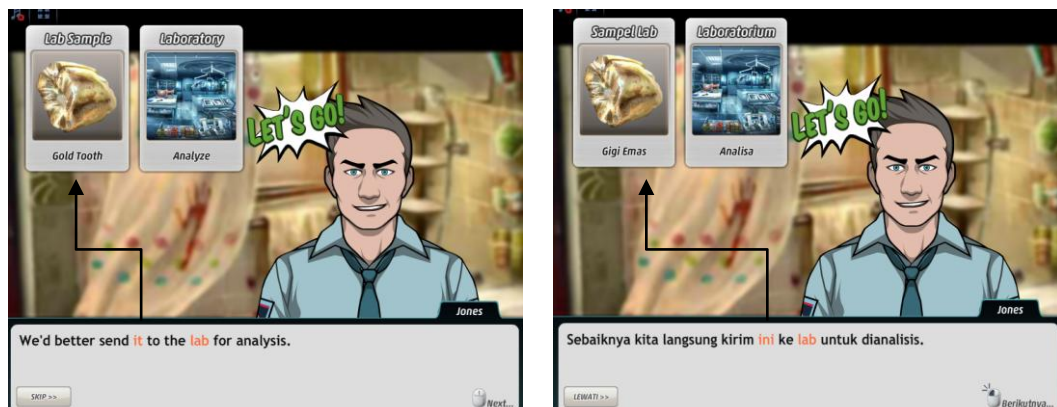 Lab Sample
Laboratory
Gold Tooth
Analyze
LET'S GO!
Jones
We'd better send it to the lab for analysis.
SKIP >>
Next...
Sampel Lab
Laboratorium
Gigi Emas
Analisa
LET'S GO!
Jones
Sebaiknya kita langsung kirim ini ke lab untuk dianalisis.
LEWATI >>
Berikutnya...